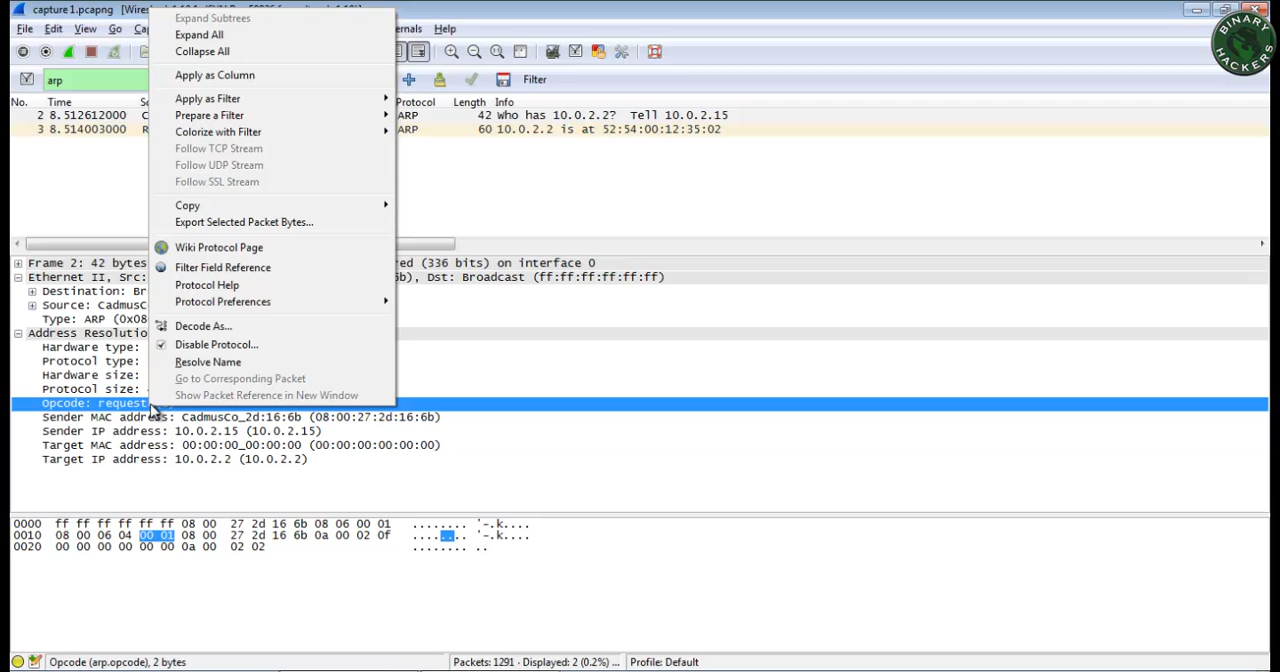 capture 1.pcapng [Wires
File Edit View Go Ca
nternals Help
BINARY HACKERS
arp
Filter
No. Time Sc Protocol Length Info
2 8.512612000 C ARP 42 Who has 10.0.2.2? Tell 10.0.2.15
3 8.514003000 R ARP 60 10.0.2.2 is at 52:54:00:12:35:02
Expand Subtrees
Expand All
Collapse All
Apply as Column
Apply as Filter
Prepare a Filter
Colorize with Filter
Follow TCP Stream
Follow UDP Stream
Follow SSL Stream
Copy
Export Selected Packet Bytes...
Wiki Protocol Page
Filter Field Reference
Protocol Help
Protocol Preferences
Decode As...
Disable Protocol...
Resolve Name
Go to Corresponding Packet
Show Packet Reference in New Window
Frame 2: 42 bytes red (336 bits) on interface 0
Ethernet II, Src: 6b), Dst: Broadcast (ff:ff:ff:ff:ff:ff)
Destination: Br
Source: CadmusC
Type: ARP (0x08
Address Resolutio
Hardware type:
Protocol type:
Hardware size:
Protocol size:
Opcode: request
Sender MAC address: CadmusCo_2d:16:6b (08:00:27:2d:16:6b)
Sender IP address: 10.0.2.15 (10.0.2.15)
Target MAC address: 00:00:00_00:00:00 (00:00:00:00:00:00)
Target IP address: 10.0.2.2 (10.0.2.2)
0000 ff ff ff ff ff ff 08 00 27 2d 16 6b 08 06 00 01 ........ '-.k....
0010 08 00 06 04 00 01 08 00 27 2d 16 6b 0a 00 02 0f ........ '-.k....
0020 00 00 00 00 00 00 0a 00 02 02 ........ ..
Opcode (arp.opcode), 2 bytes
Packets: 1291 · Displayed: 2 (0.2%) ...
Profile: Default